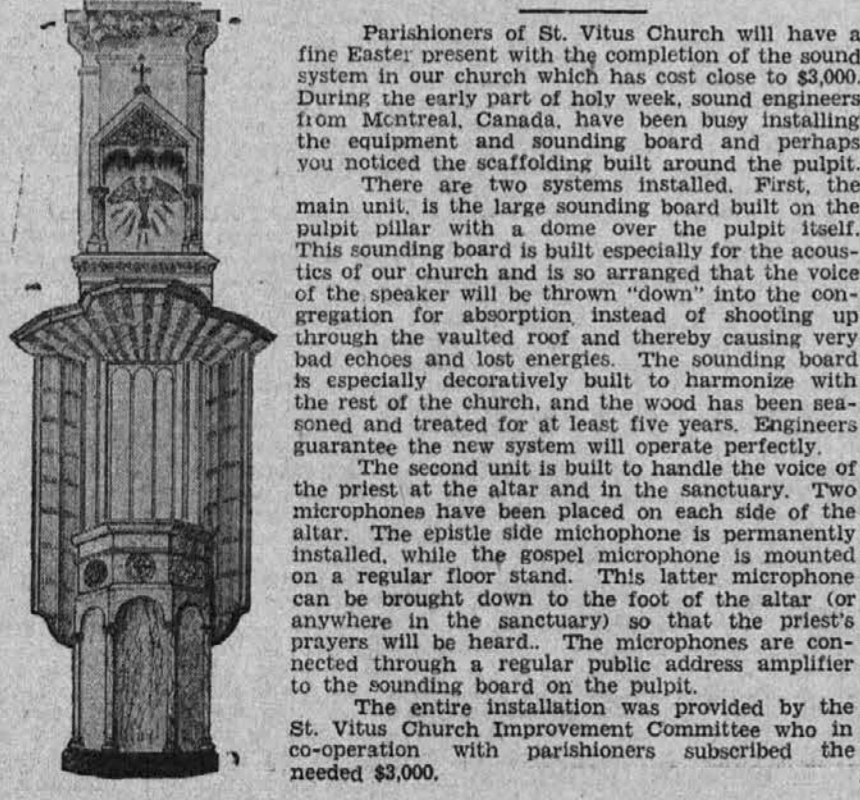 Parishioners of St. Vitus Church will have a
fine Easter present with the completion of the sound
system in our church which has cost close to $3,000.
During the early part of holy week, sound engineers
from Montreal, Canada, have been busy installing
the equipment and sounding board and perhaps
you noticed the scaffolding built around the pulpit.
There are two systems installed. First, the
main unit, is the large sounding board built on the
pulpit pillar with a dome over the pulpit itself.
This sounding board is built especially for the acous-
tics of our church and is so arranged that the voice
of the speaker will be thrown "down" into the con-
gregation for absorption instead of shooting up
through the vaulted roof and thereby causing very
bad echoes and lost energies. The sounding board
is especially decoratively built to harmonize with
the rest of the church, and the wood has been sea-
soned and treated for at least five years. Engineers
guarantee the new system will operate perfectly.
The second unit is built to handle the voice of
the priest at the altar and in the sanctuary. Two
microphones have been placed on each side of the
altar. The epistle side michophone is permanently
installed, while the gospel microphone is mounted
on a regular floor stand. This latter microphone
can be brought down to the foot of the altar (or
anywhere in the sanctuary) so that the priest's
prayers will be heard.. The microphones are con-
nected through a regular public address amplifier
to the sounding board on the pulpit.
The entire installation was provided by the
St. Vitus Church Improvement Committee who in
co-operation with parishioners subscribed the
needed $3,000.